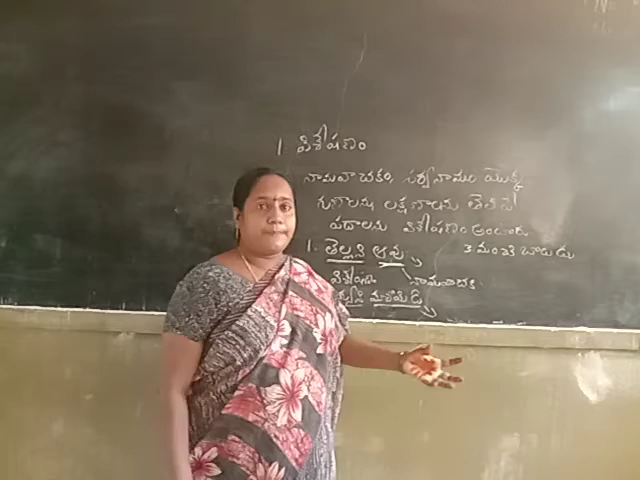 1 విశేషణం
నామవాచకం, సర్వనామం యొక్క
గుణాలను, లక్షణాలను తెలిపే
పదాలను విశేషణం అంటారు.
1. తెల్లని ఆవు 3. మంచి బాలుడు
విశేషణం నామవాచకం